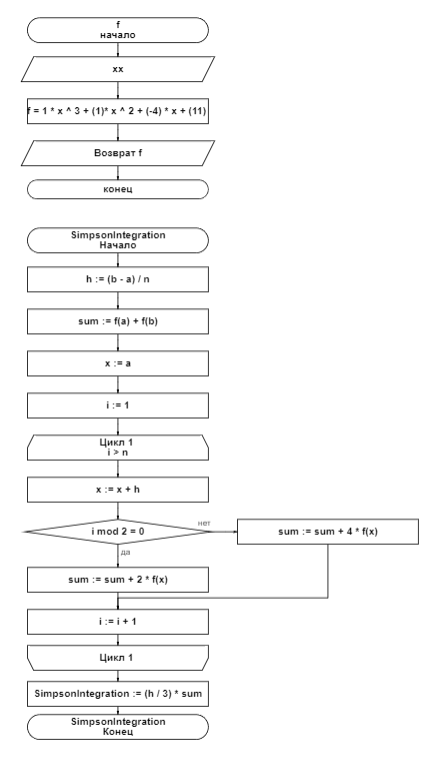 f
начало
xx
f = 1 * x ^ 3 + (1)* x ^ 2 + (-4) * x + (11)
Возврат f
конец
SimpsonIntegration
Начало
h := (b - a) / n
sum := f(a) + f(b)
x := a
i := 1
Цикл 1
i > n
x := x + h
i mod 2 = 0
нет
sum := sum + 4 * f(x)
да
sum := sum + 2 * f(x)
i := i + 1
Цикл 1
SimpsonIntegration := (h / 3) * sum
SimpsonIntegration
Конец